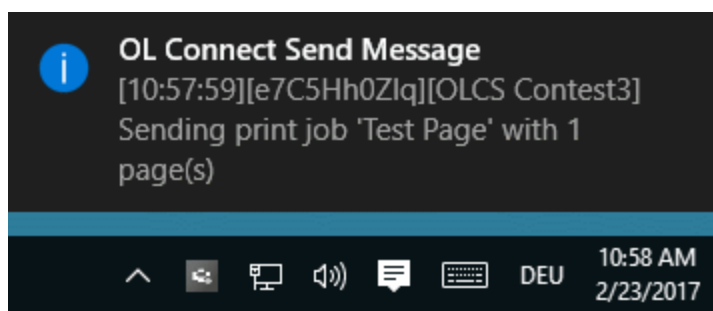 OL Connect Send Message
[10:57:59][e7C5Hh0ZIq][OLCS Contest3]
Sending print job 'Test Page' with 1
page(s)
DEU
10:58 AM
2/23/2017